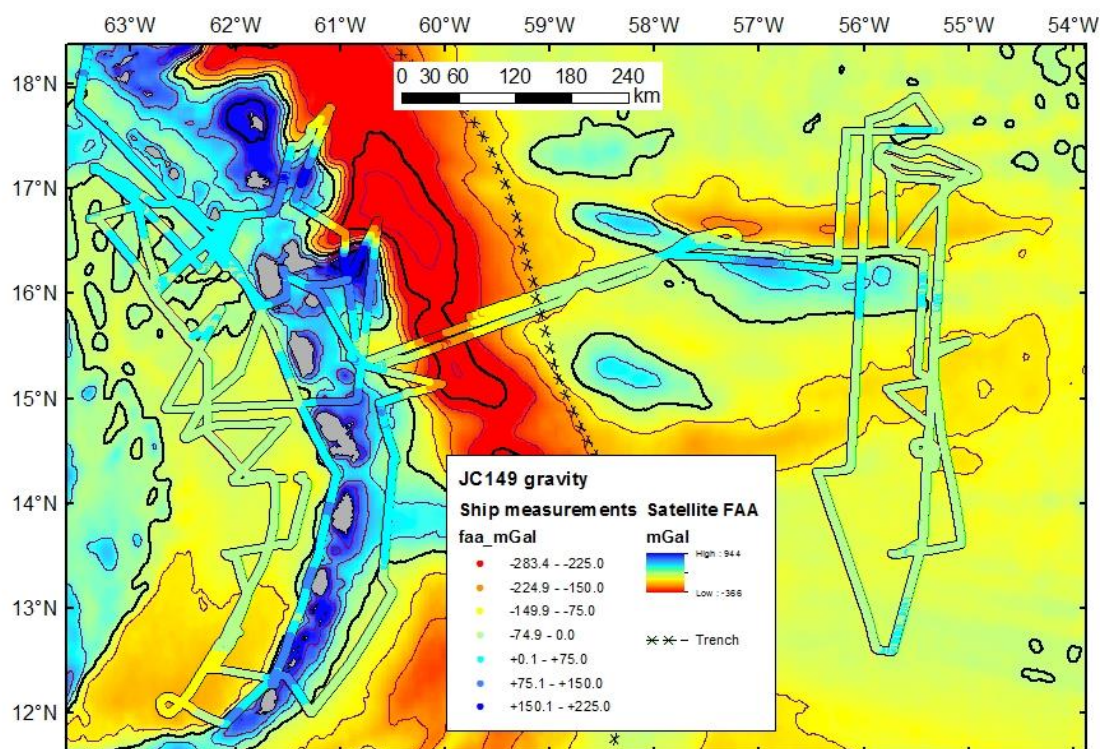 63°W 62°W 61°W 60°W 59°W 58°W 57°W 56°W 55°W 54°W
18°N
0 30 60 120 180 240
km
17°N
16°N
15°N
14°N
13°N
12°N
JC149 gravity
Ship measurements Satellite FAA
faa_mGal mGal
-283.4 - -225.0 High : 944
-224.9 - -150.0
-149.9 - -75.0 Low : -366
-74.9 - 0.0 Trench
+0.1 - +75.0
+75.1 - +150.0
+150.1 - +225.0